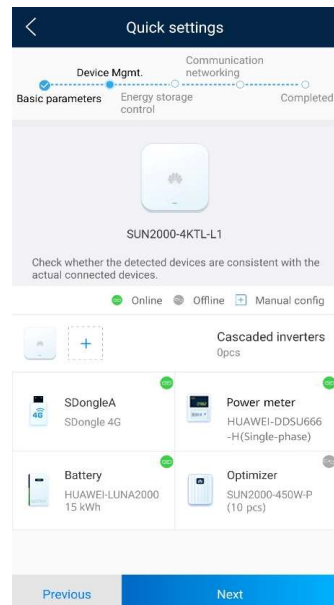 Quick settings
Communication
Device Mgmt.
networking
Basic parameters
Energy storage
control
Completed
SUN2000-4KTL-L1
Check whether the detected devices are consistent with the
actual connected devices.
Online
Offline
Manual config
Cascaded inverters
0pcs
SDongleA
SDongle 4G
Power meter
HUAWEI-DDSU666
-H(Single-phase)
Battery
HUAWEI-LUNA2000
15 kWh
Optimizer
SUN2000-450W-P
(10 pcs)
Previous
Next